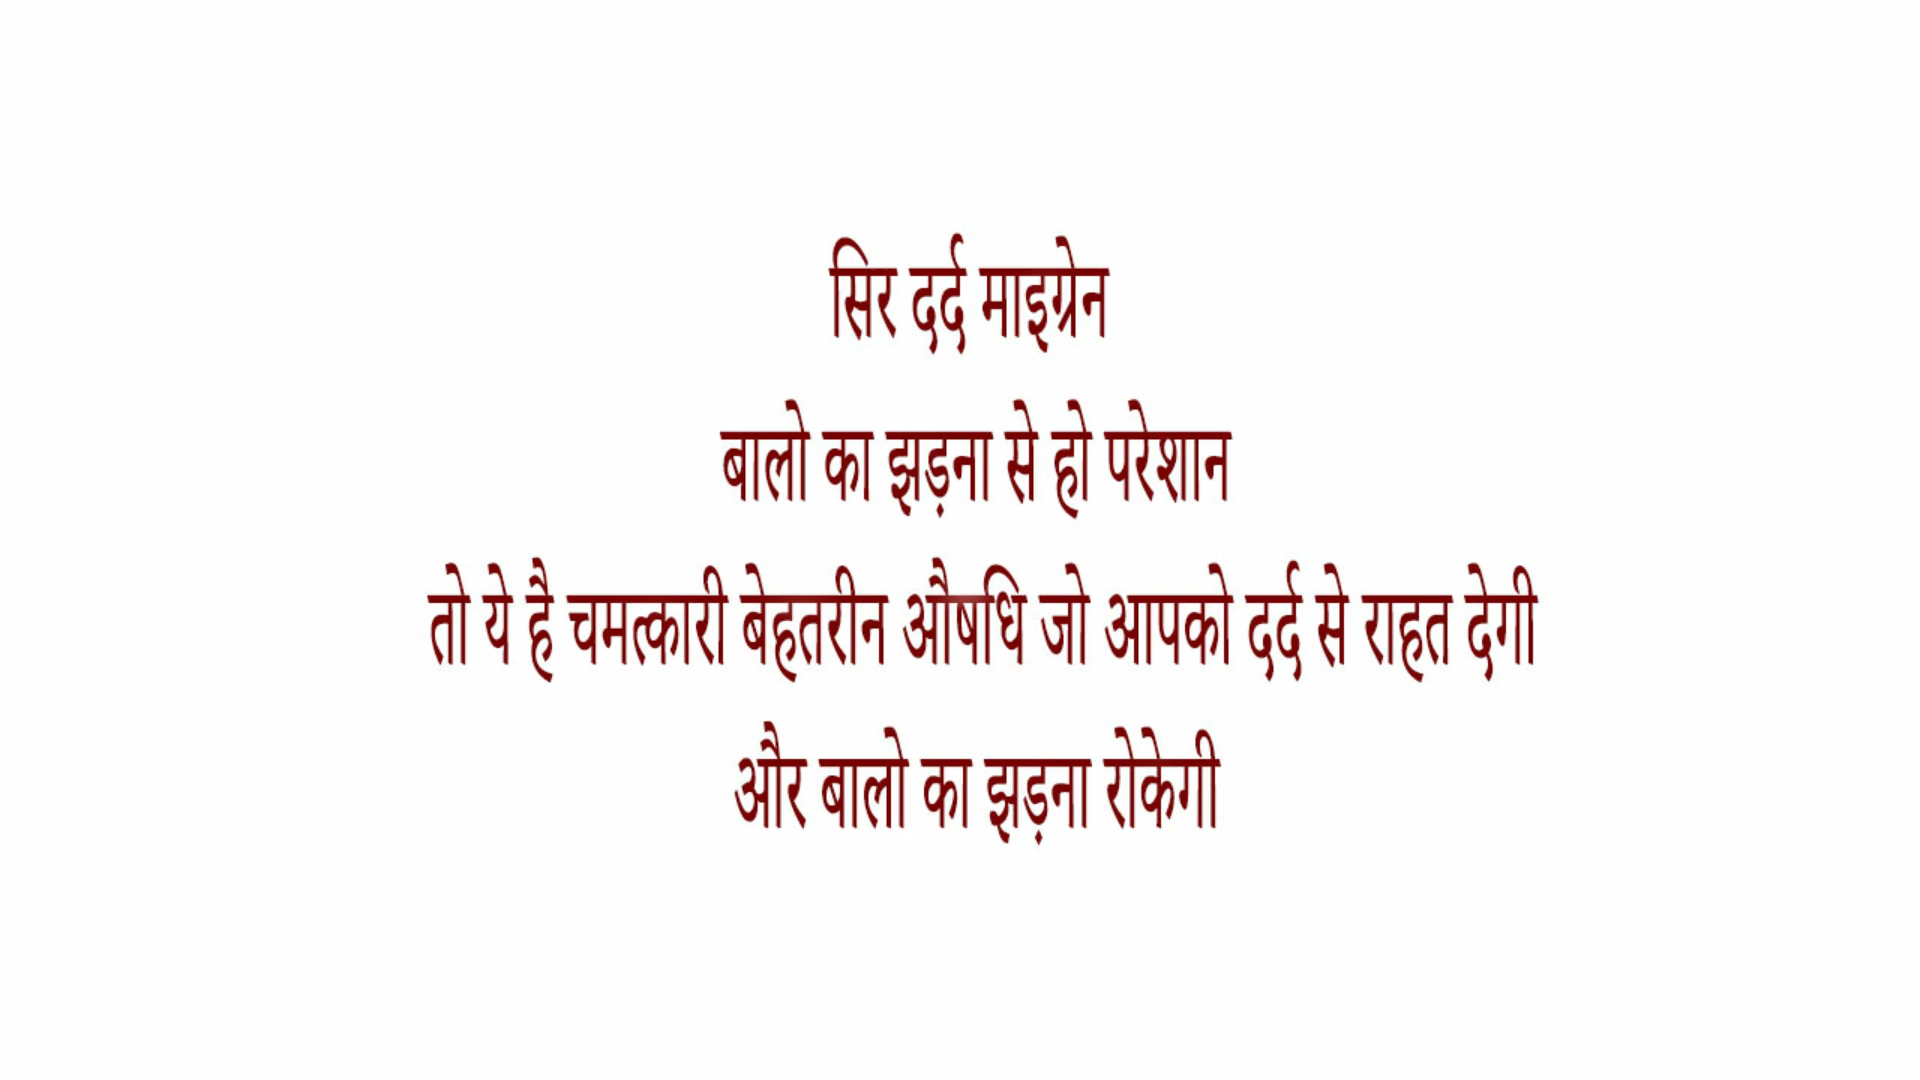 सिर दर्द माइग्रेन
बालो का झड़ना से हो परेशान
तो ये है चमत्कारी बेहतरीन औषधि जो आपको दर्द से राहत देगी
और बालो का झड़ना रोकेगी